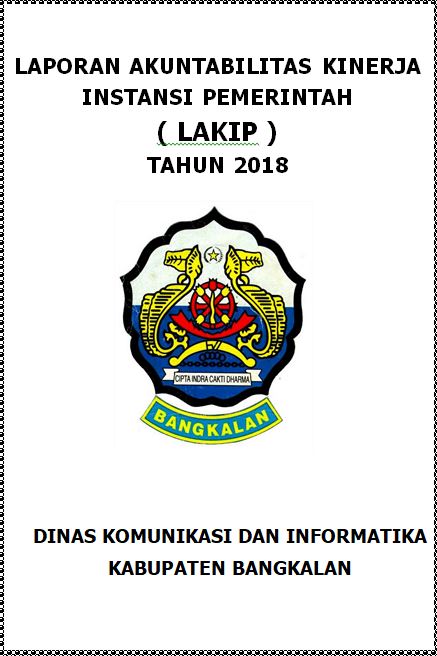 LAPORAN AKUNTABILITAS KINERJA
INSTANSI PEMERINTAH
( LAKIP )
TAHUN 2018
CIPTA INDRA CAKTI DHARMA
BANGKALAN
DINAS KOMUNIKASI DAN INFORMATIKA
KABUPATEN BANGKALAN